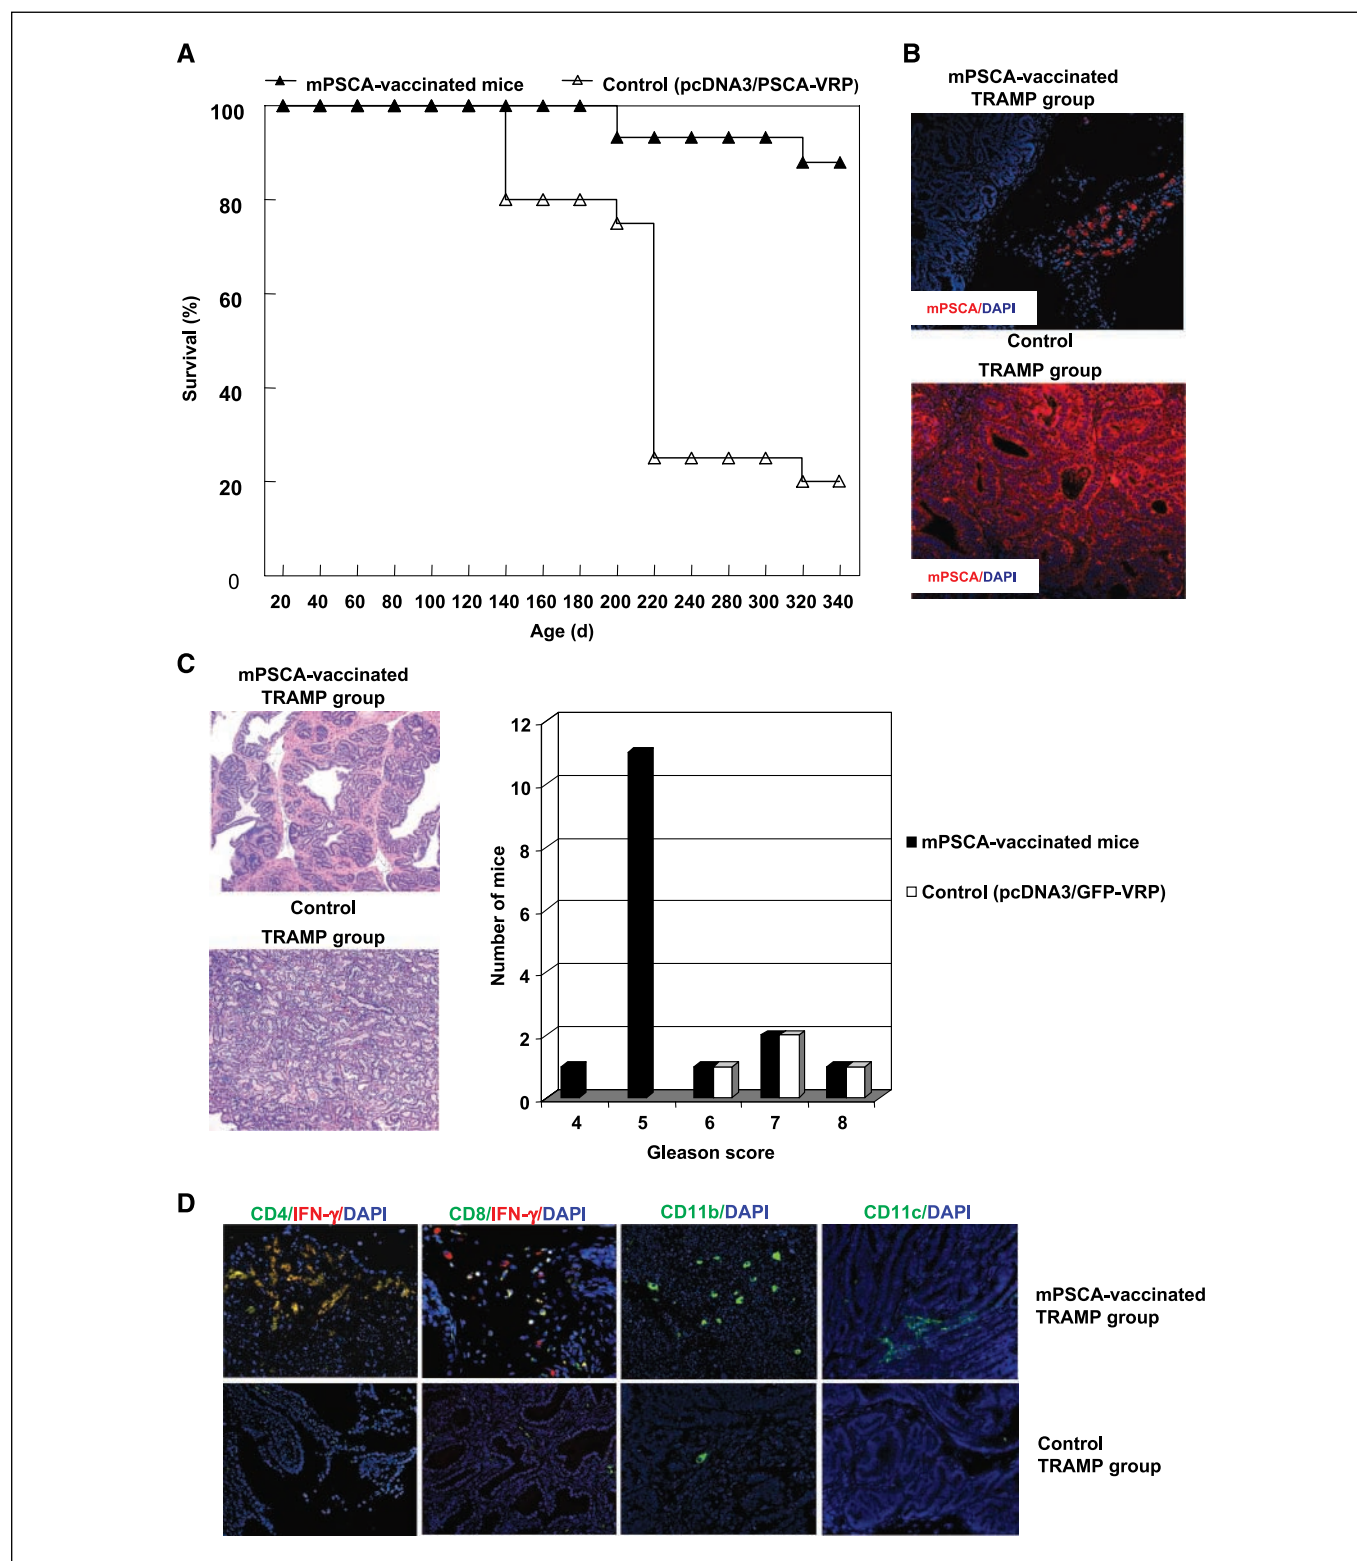 A
mPSCA-vaccinated mice
Control (pcDNA3/PSCA-VRP)
100
80
60
40
20
0
Survival (%)
20 40 60 80 100 120 140 160 180 200 220 240 260 280 300 320 340
Age (d)
B
mPSCA-vaccinated
TRAMP group
mPSCA/DAPI
Control
TRAMP group
mPSCA/DAPI
C
mPSCA-vaccinated
TRAMP group
Control
TRAMP group
12
10
8
6
4
2
0
Number of mice
4 5 6 7 8
Gleason score
mPSCA-vaccinated mice
Control (pcDNA3/GFP-VRP)
D
CD4/IFN-γ/DAPI
CD8/IFN-γ/DAPI
CD11b/DAPI
CD11c/DAPI
mPSCA-vaccinated
TRAMP group
Control
TRAMP group